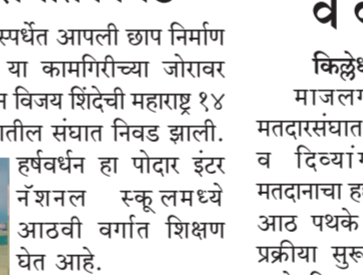 स्पर्धेत आपली छाप निर्माण
या कामगिरीच्या जोरावर
विजय शिंदेची महाराष्ट्र १४
संघात निवड झाली.
हर्षवर्धन हा पोदार इंटर
नॅशनल स्कूलमध्ये
आठवी वर्गात शिक्षण
घेत आहे.
व
मतदारसंघात
व
मतदानाचा
आठ पथके
प्रक्रीया सुरू